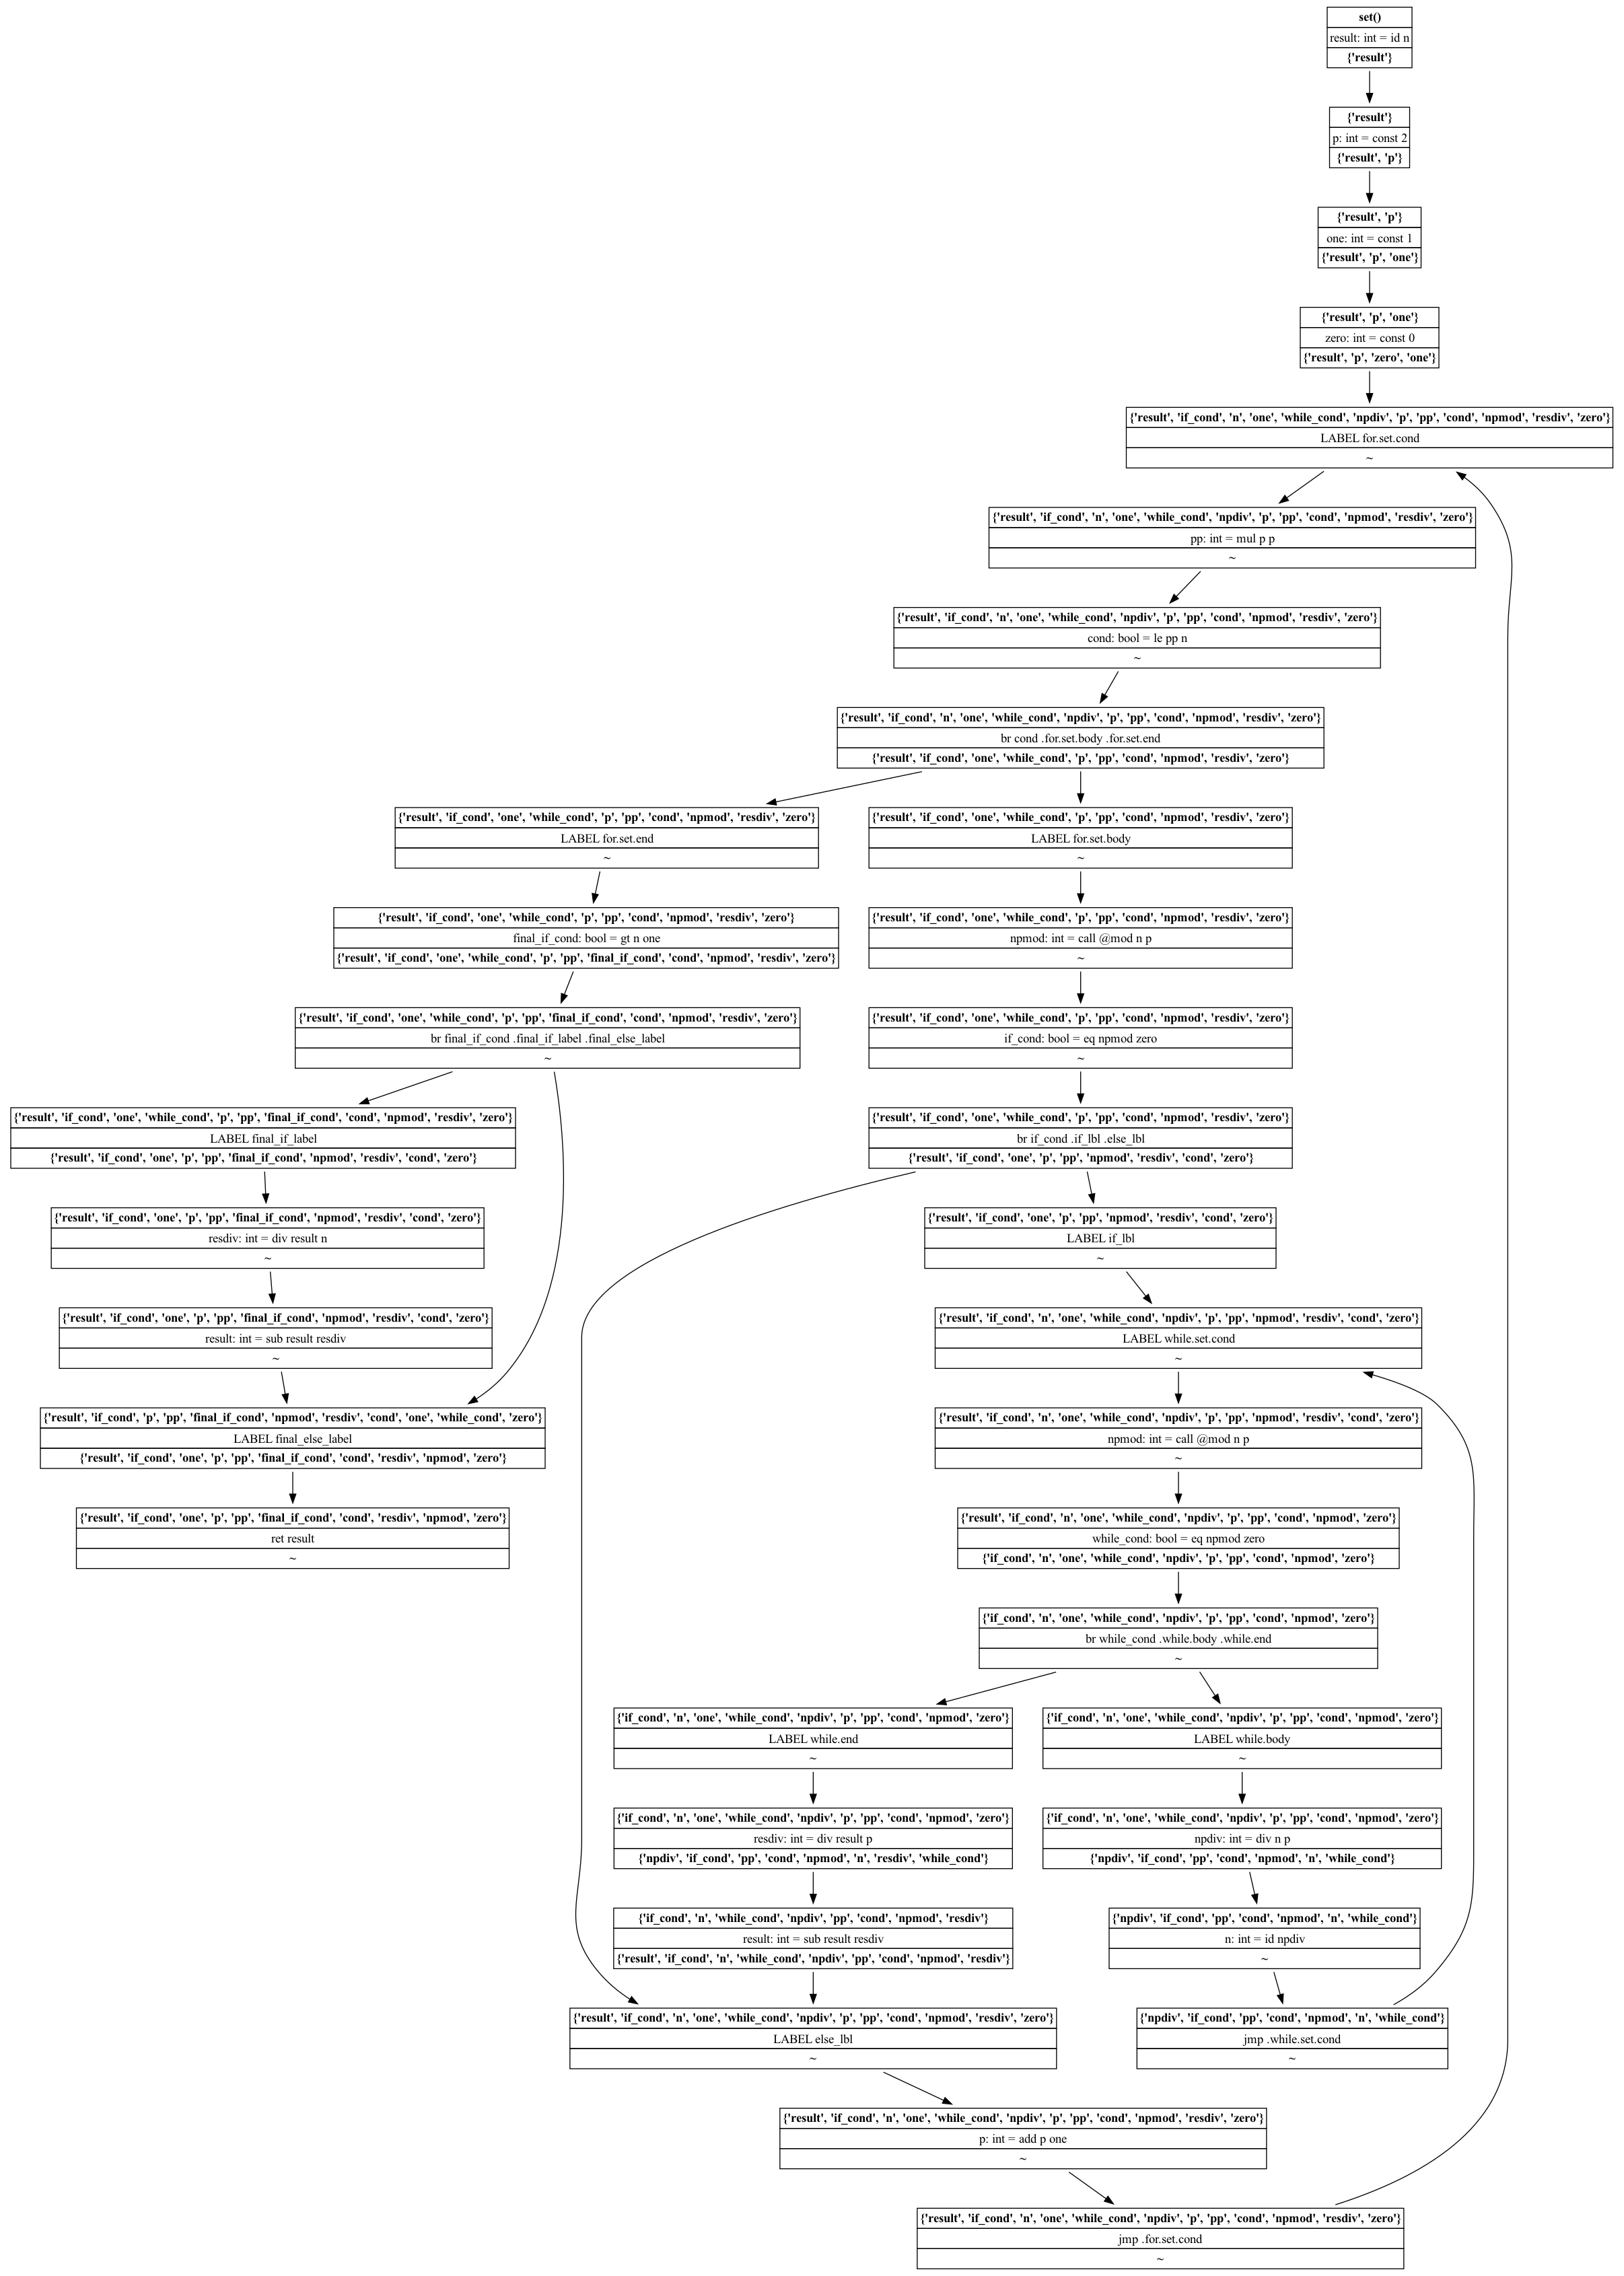 set()
result: int = id n
{'result'}
{'result'}
p: int = const 2
{'result', 'p'}
{'result', 'p'}
one: int = const 1
{'result', 'p', 'one'}
{'result', 'p', 'one'}
zero: int = const 0
{'result', 'p', 'zero', 'one'}
{'result', 'if_cond', 'n', 'one', 'while_cond', 'npdiv', 'p', 'pp', 'cond', 'npmod', 'resdiv', 'zero'}
LABEL for.set.cond
~
{'result', 'if_cond', 'n', 'one', 'while_cond', 'npdiv', 'p', 'pp', 'cond', 'npmod', 'resdiv', 'zero'}
pp: int = mul p p
~
{'result', 'if_cond', 'n', 'one', 'while_cond', 'npdiv', 'p', 'pp', 'cond', 'npmod', 'resdiv', 'zero'}
cond: bool = le pp n
~
{'result', 'if_cond', 'n', 'one', 'while_cond', 'npdiv', 'p', 'pp', 'cond', 'npmod', 'resdiv', 'zero'}
br cond .for.set.body .for.set.end
{'result', 'if_cond', 'one', 'while_cond', 'p', 'pp', 'cond', 'npmod', 'resdiv', 'zero'}
{'result', 'if_cond', 'one', 'while_cond', 'p', 'pp', 'cond', 'npmod', 'resdiv', 'zero'}
LABEL for.set.end
~
{'result', 'if_cond', 'one', 'while_cond', 'p', 'pp', 'cond', 'npmod', 'resdiv', 'zero'}
final_if_cond: bool = gt n one
{'result', 'if_cond', 'one', 'while_cond', 'p', 'pp', 'final_if_cond', 'cond', 'npmod', 'resdiv', 'zero'}
{'result', 'if_cond', 'one', 'while_cond', 'p', 'pp', 'final_if_cond', 'cond', 'npmod', 'resdiv', 'zero'}
br final_if_cond .final_if_label .final_else_label
~
{'result', 'if_cond', 'one', 'while_cond', 'p', 'pp', 'final_if_cond', 'cond', 'npmod', 'resdiv', 'zero'}
LABEL final_if_label
{'result', 'if_cond', 'one', 'p', 'pp', 'final_if_cond', 'npmod', 'resdiv', 'cond', 'zero'}
{'result', 'if_cond', 'one', 'p', 'pp', 'final_if_cond', 'npmod', 'resdiv', 'cond', 'zero'}
resdiv: int = div result n
~
{'result', 'if_cond', 'one', 'p', 'pp', 'final_if_cond', 'npmod', 'resdiv', 'cond', 'zero'}
result: int = sub result resdiv
~
{'result', 'if_cond', 'p', 'pp', 'final_if_cond', 'npmod', 'resdiv', 'cond', 'one', 'while_cond', 'zero'}
LABEL final_else_label
{'result', 'if_cond', 'one', 'p', 'pp', 'final_if_cond', 'cond', 'resdiv', 'npmod', 'zero'}
{'result', 'if_cond', 'one', 'p', 'pp', 'final_if_cond', 'cond', 'resdiv', 'npmod', 'zero'}
ret result
~
{'result', 'if_cond', 'one', 'while_cond', 'p', 'pp', 'cond', 'npmod', 'resdiv', 'zero'}
LABEL for.set.body
~
{'result', 'if_cond', 'one', 'while_cond', 'p', 'pp', 'cond', 'npmod', 'resdiv', 'zero'}
npmod: int = call @mod n p
~
{'result', 'if_cond', 'one', 'while_cond', 'p', 'pp', 'cond', 'npmod', 'resdiv', 'zero'}
if_cond: bool = eq npmod zero
~
{'result', 'if_cond', 'one', 'while_cond', 'p', 'pp', 'cond', 'npmod', 'resdiv', 'zero'}
br if_cond .if_lbl .else_lbl
{'result', 'if_cond', 'one', 'p', 'pp', 'npmod', 'resdiv', 'cond', 'zero'}
{'result', 'if_cond', 'one', 'p', 'pp', 'npmod', 'resdiv', 'cond', 'zero'}
LABEL if_lbl
~
{'result', 'if_cond', 'n', 'one', 'while_cond', 'npdiv', 'p', 'pp', 'npmod', 'resdiv', 'cond', 'zero'}
LABEL while.set.cond
~
{'result', 'if_cond', 'n', 'one', 'while_cond', 'npdiv', 'p', 'pp', 'npmod', 'resdiv', 'cond', 'zero'}
npmod: int = call @mod n p
~
{'result', 'if_cond', 'n', 'one', 'while_cond', 'npdiv', 'p', 'pp', 'cond', 'npmod', 'zero'}
while_cond: bool = eq npmod zero
{'if_cond', 'n', 'one', 'while_cond', 'npdiv', 'p', 'pp', 'cond', 'npmod', 'zero'}
{'if_cond', 'n', 'one', 'while_cond', 'npdiv', 'p', 'pp', 'cond', 'npmod', 'zero'}
br while_cond .while.body .while.end
~
{'if_cond', 'n', 'one', 'while_cond', 'npdiv', 'p', 'pp', 'cond', 'npmod', 'zero'}
LABEL while.end
~
{'if_cond', 'n', 'one', 'while_cond', 'npdiv', 'p', 'pp', 'cond', 'npmod', 'zero'}
resdiv: int = div result p
{'npdiv', 'if_cond', 'pp', 'cond', 'npmod', 'n', 'resdiv', 'while_cond'}
{'if_cond', 'n', 'while_cond', 'npdiv', 'pp', 'cond', 'npmod', 'resdiv'}
result: int = sub result resdiv
{'result', 'if_cond', 'n', 'while_cond', 'npdiv', 'pp', 'cond', 'npmod', 'resdiv'}
{'if_cond', 'n', 'one', 'while_cond', 'npdiv', 'p', 'pp', 'cond', 'npmod', 'zero'}
LABEL while.body
~
{'if_cond', 'n', 'one', 'while_cond', 'npdiv', 'p', 'pp', 'cond', 'npmod', 'zero'}
npdiv: int = div n p
{'npdiv', 'if_cond', 'pp', 'cond', 'npmod', 'n', 'while_cond'}
{'npdiv', 'if_cond', 'pp', 'cond', 'npmod', 'n', 'while_cond'}
n: int = id npdiv
~
{'npdiv', 'if_cond', 'pp', 'cond', 'npmod', 'n', 'while_cond'}
jmp .while.set.cond
~
{'result', 'if_cond', 'n', 'one', 'while_cond', 'npdiv', 'p', 'pp', 'cond', 'npmod', 'resdiv', 'zero'}
LABEL else_lbl
~
{'result', 'if_cond', 'n', 'one', 'while_cond', 'npdiv', 'p', 'pp', 'cond', 'npmod', 'resdiv', 'zero'}
p: int = add p one
~
{'result', 'if_cond', 'n', 'one', 'while_cond', 'npdiv', 'p', 'pp', 'cond', 'npmod', 'resdiv', 'zero'}
jmp .for.set.cond
~